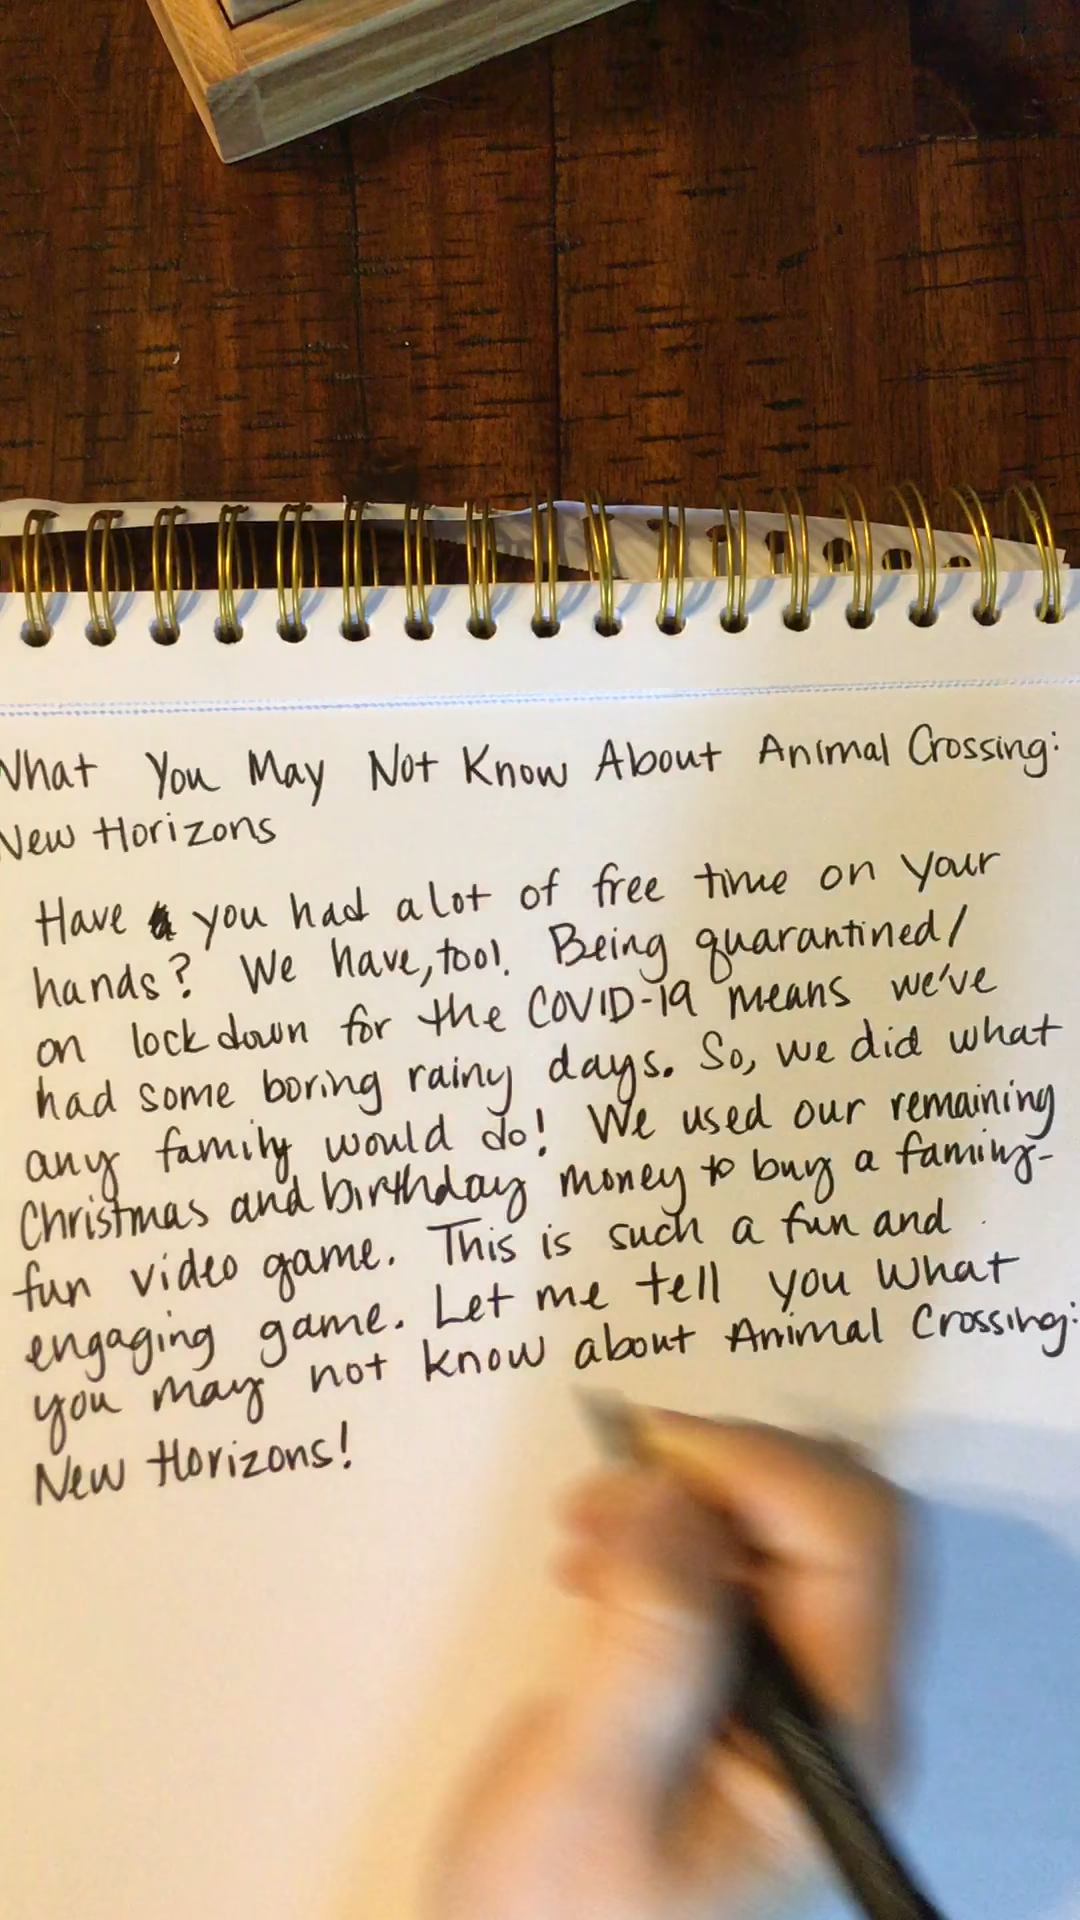 What You May Not Know About Animal Crossing:
New Horizons
Have you had a lot of free time on your
hands? We have, too! Being quarantined/
on lockdown for the COVID-19 means we've
had some boring rainy days. So, we did what
any family would do! We used our remaining
Christmas and birthday money to buy a family-
fun video game. This is such a fun and
engaging game. Let me tell you what
you may not know about Animal Crossing:
New Horizons!